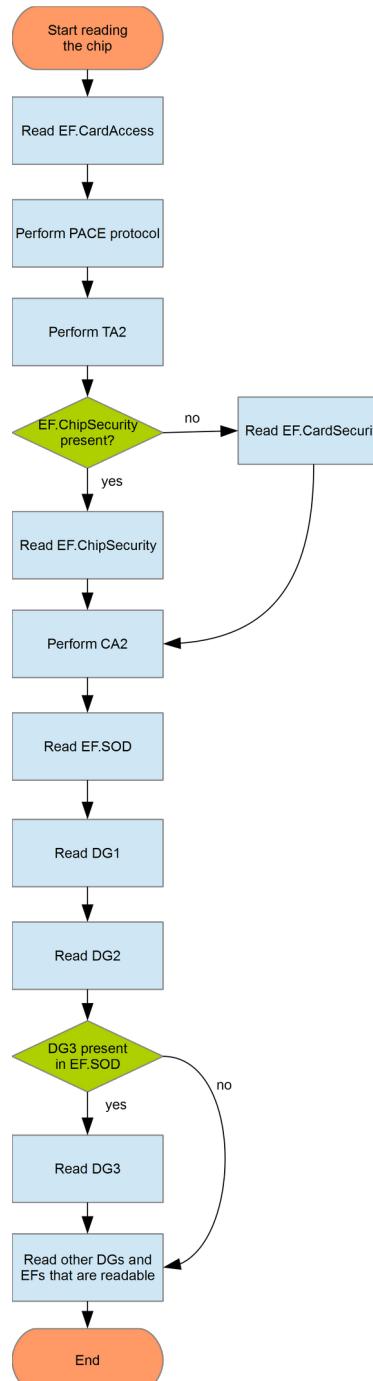 Start reading
the chip
Read EF.CardAccess
Perform PACE protocol
Perform TA2
EF.ChipSecurity
present?
no
Read EF.CardSecuri
yes
Read EF.ChipSecurity
Perform CA2
Read EF.SOD
Read DG1
Read DG2
DG3 present
in EF.SOD
no
yes
Read DG3
Read other DGs and
EFs that are readable
End